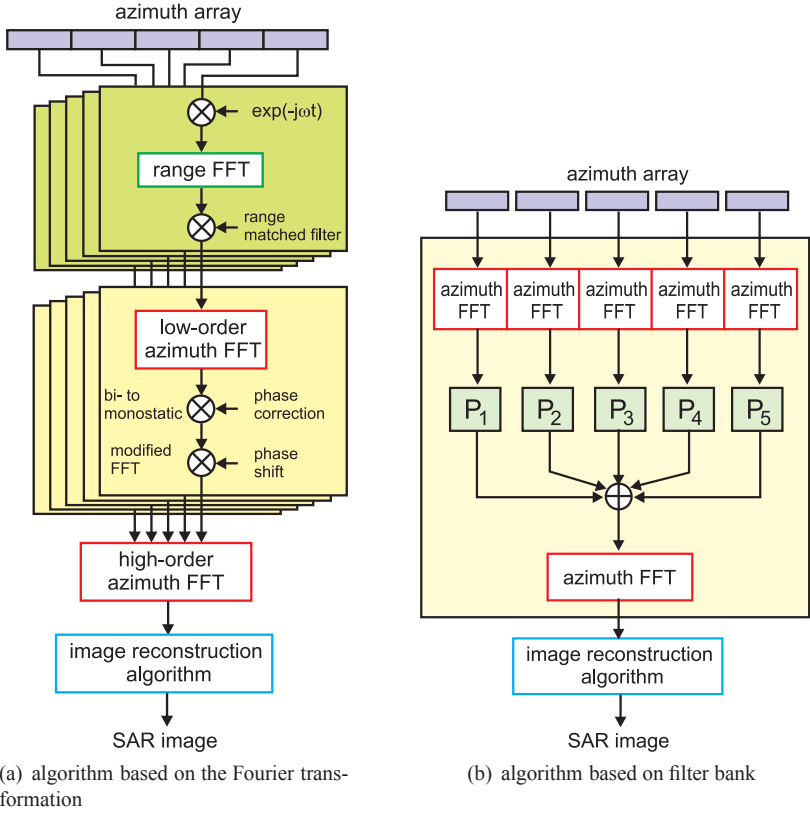 azimuth array
exp(-jωt)
range FFT
range
matched filter
low-order
azimuth FFT
bi- to
monostatic
phase
correction
modified
FFT
phase
shift
high-order
azimuth FFT
image reconstruction
algorithm
SAR image
(a) algorithm based on the Fourier trans-
formation
azimuth array
azimuth FFT
azimuth FFT
azimuth FFT
azimuth FFT
azimuth FFT
P1
P2
P3
P4
P5
azimuth FFT
image reconstruction
algorithm
SAR image
(b) algorithm based on filter bank